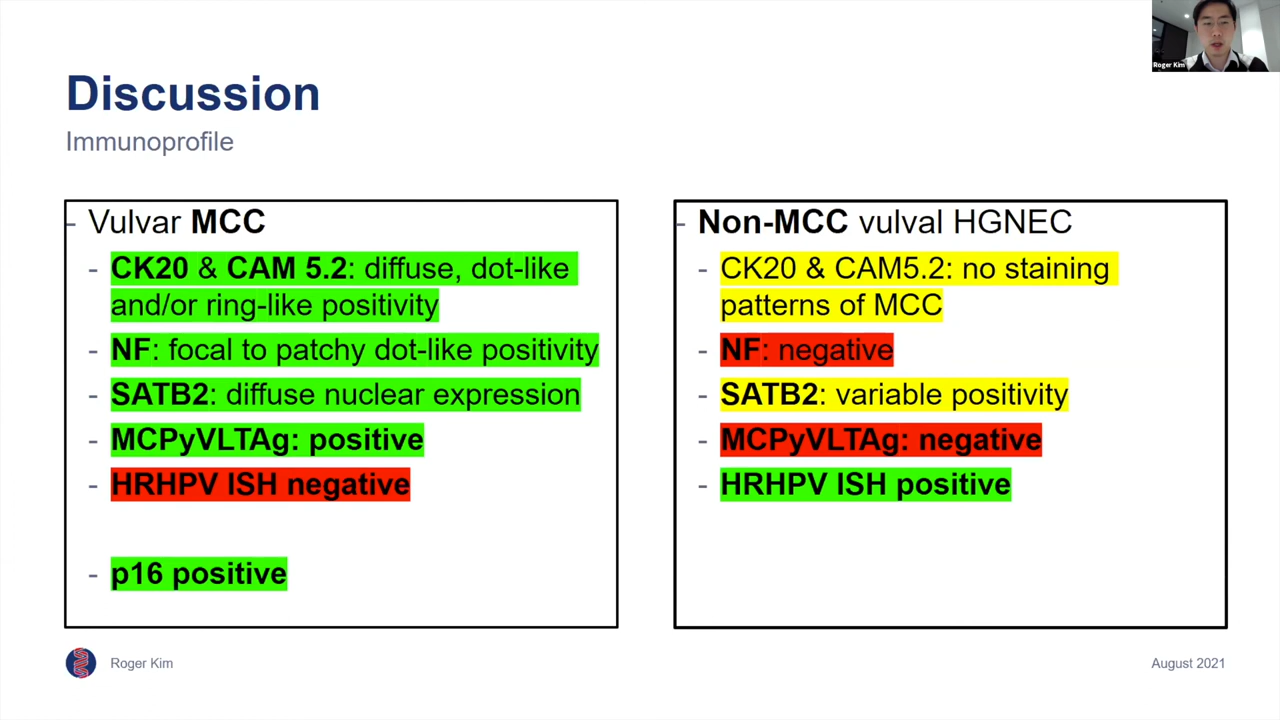 Roger Kim
Discussion
Immunoprofile
- Vulvar MCC
- CK20 & CAM 5.2: diffuse, dot-like
and/or ring-like positivity
- NF: focal to patchy dot-like positivity
- SATB2: diffuse nuclear expression
- MCPyVLTAg: positive
- HRHPV ISH negative
- p16 positive
- Non-MCC vulval HGNEC
- CK20 & CAM5.2: no staining
patterns of MCC
- NF: negative
- SATB2: variable positivity
- MCPyVLTAg: negative
- HRHPV ISH positive
Roger Kim
August 2021